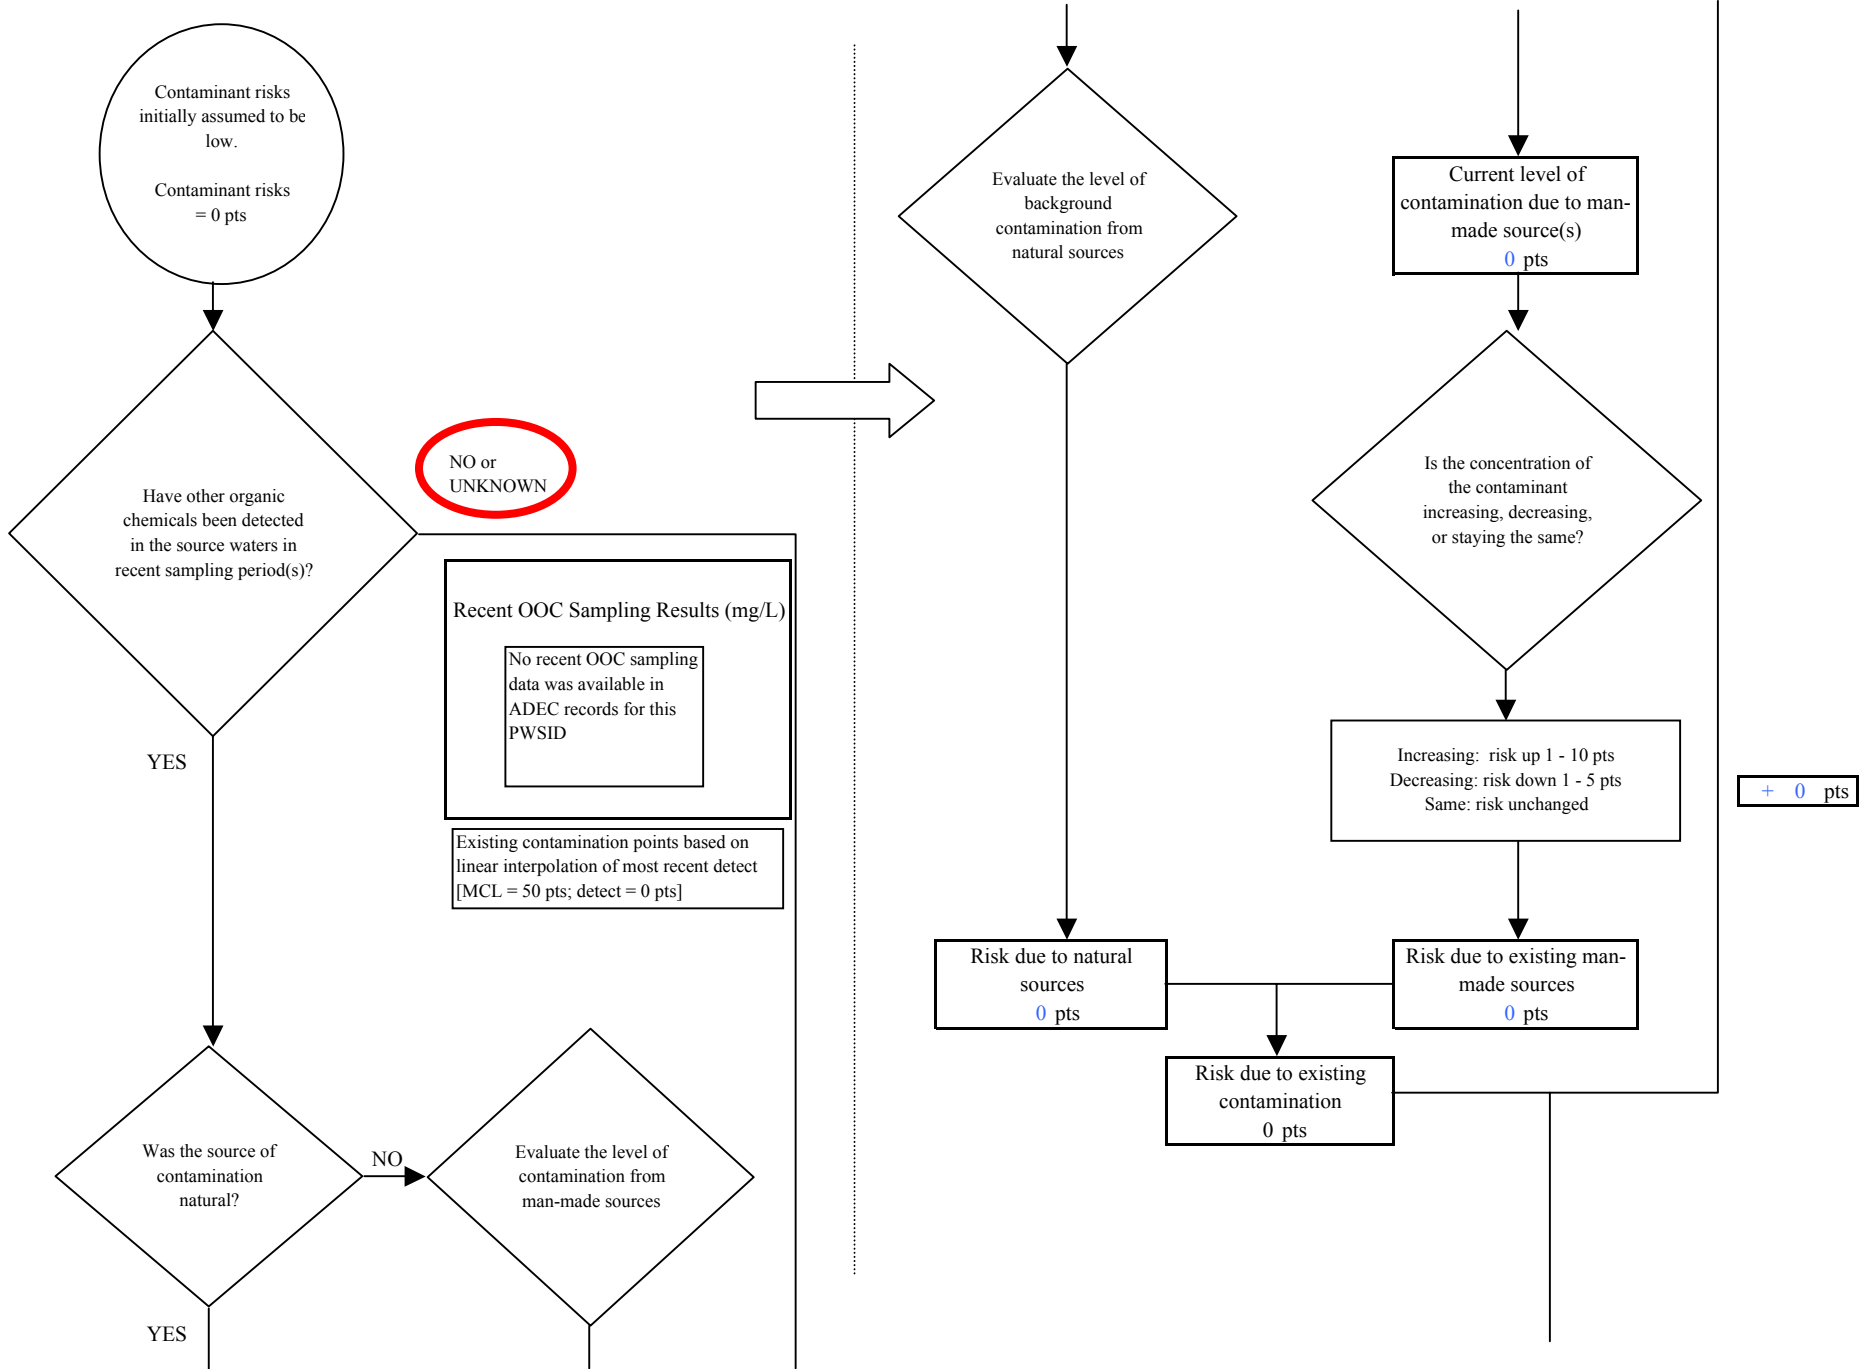 Contaminant risks
initially assumed to be
low.
Contaminant risks
= 0 pts
Have other organic
chemicals been detected
in the source waters in
recent sampling period(s)?
NO or
UNKNOWN
Recent OOC Sampling Results (mg/L)
No recent OOC sampling
data was available in
ADEC records for this
PWSID
Existing contamination points based on
linear interpolation of most recent detect
[MCL = 50 pts; detect = 0 pts]
YES
Was the source of
contamination
natural?
NO
Evaluate the level of
contamination from
man-made sources
YES
Evaluate the level of
background
contamination from
natural sources
Current level of
contamination due to man-
made source(s)
0 pts
Is the concentration of
the contaminant
increasing, decreasing,
or staying the same?
Increasing: risk up 1 - 10 pts
Decreasing: risk down 1 - 5 pts
Same: risk unchanged
+ 0 pts
Risk due to natural
sources
0 pts
Risk due to existing man-
made sources
0 pts
Risk due to existing
contamination
0 pts